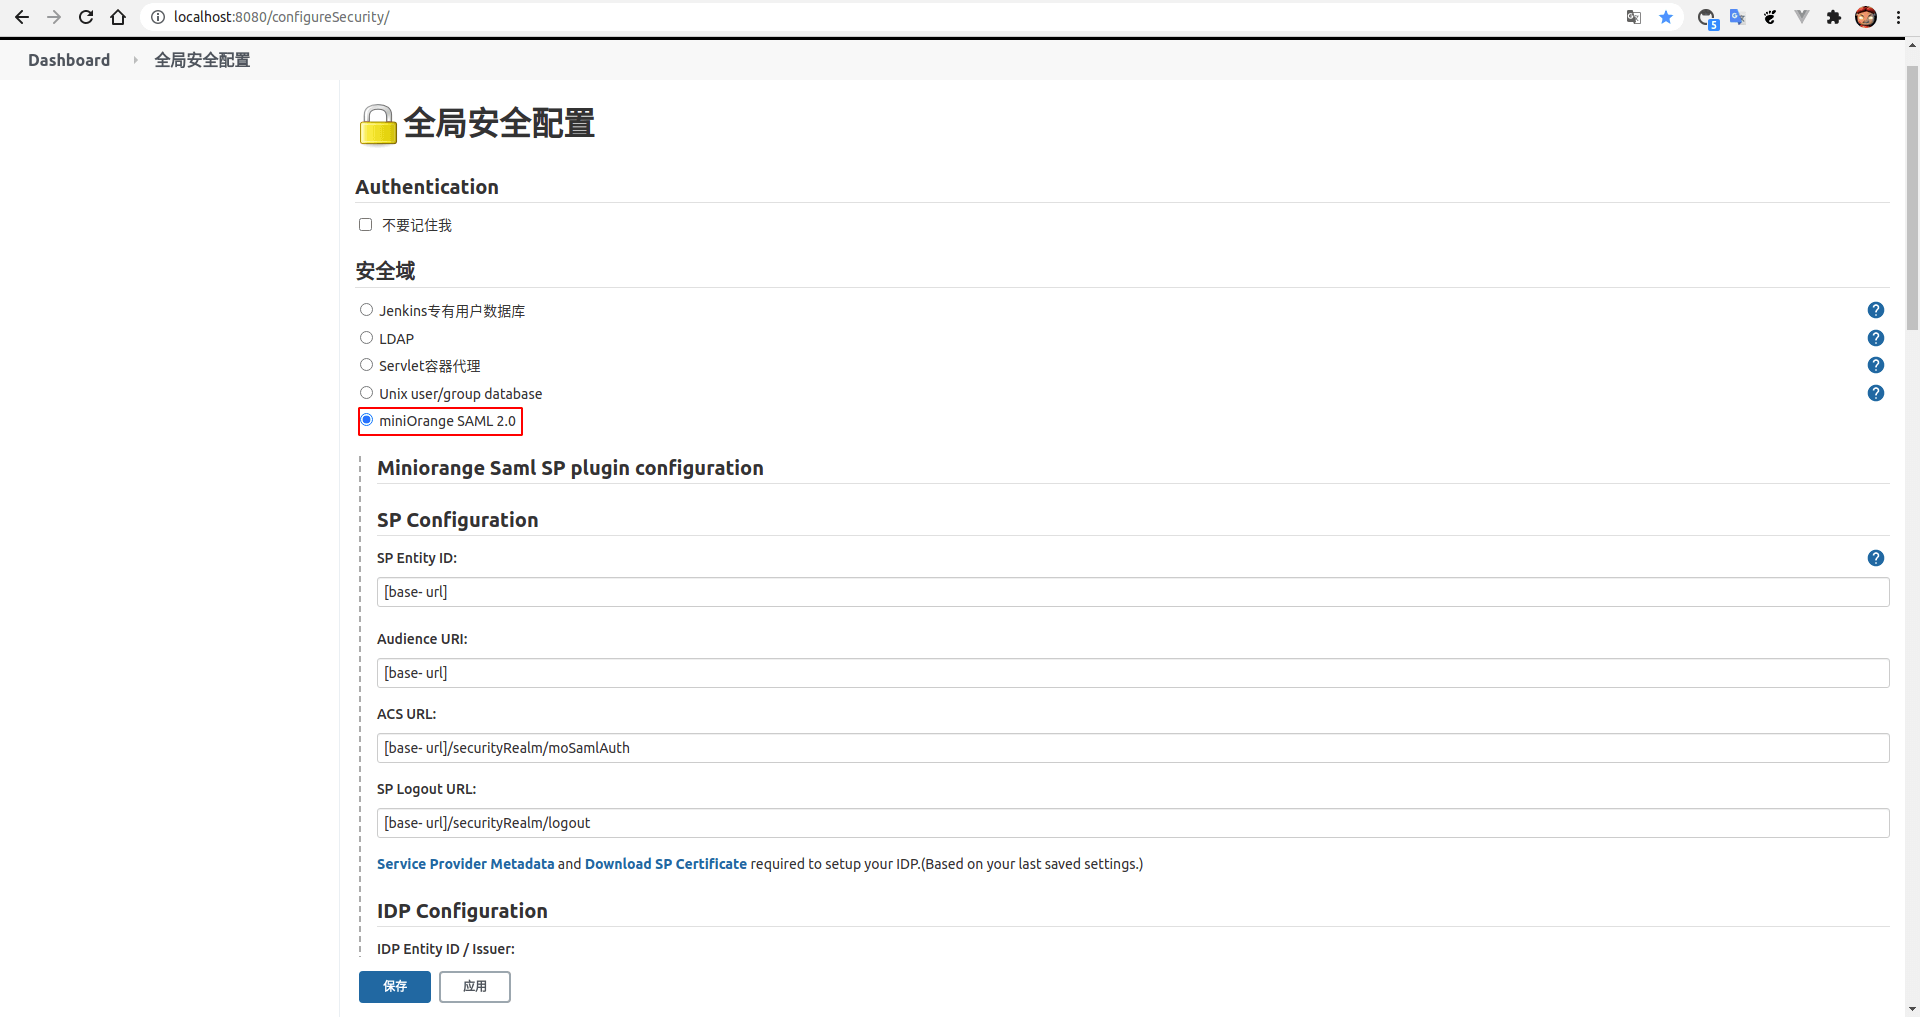 localhost:8080/configureSecurity/
5
Dashboard 全局安全配置
全局安全配置
Authentication
不要记住我
安全域
Jenkins专有用户数据库
LDAP
Servlet容器代理
Unix user/group database
miniOrange SAML 2.0
Miniorange Saml SP plugin configuration
SP Configuration
SP Entity ID:
[base- url]
Audience URI:
[base- url]
ACS URL:
[base- url]/securityRealm/moSamlAuth
SP Logout URL:
[base- url]/securityRealm/logout
Service Provider Metadata and Download SP Certificate required to setup your IDP.(Based on your last saved settings.)
IDP Configuration
IDP Entity ID / Issuer:
保存 应用